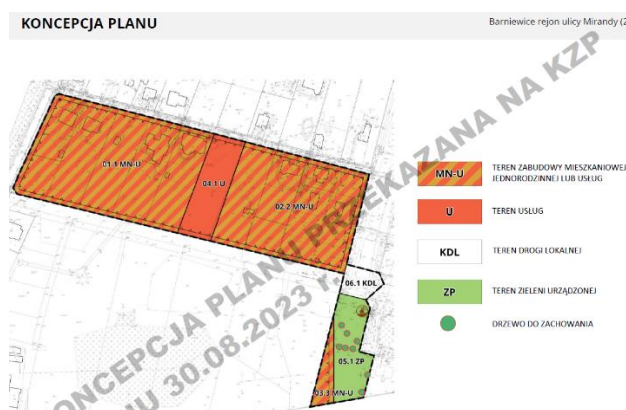 KONCEPCJA PLANU
Barniewice rejon ulicy Mirandy (2
KONCEPCJA PLANU PRZEKAZANA NA KZP
30.08.2023 r.
01.1 MN-U
04.1 U
02.2 MN-U
06.1 KDL
05.1 ZP
03.3 MN-U
MN-U
TEREN ZABUDOWY MIESZKANIOWEJ
JEDNORODZINNEJ LUB USŁUG
U
TEREN USŁUG
KDL
TEREN DROGI LOKALNEJ
ZP
TEREN ZIELENI URZĄDZONEJ
DRZEWO DO ZACHOWANIA